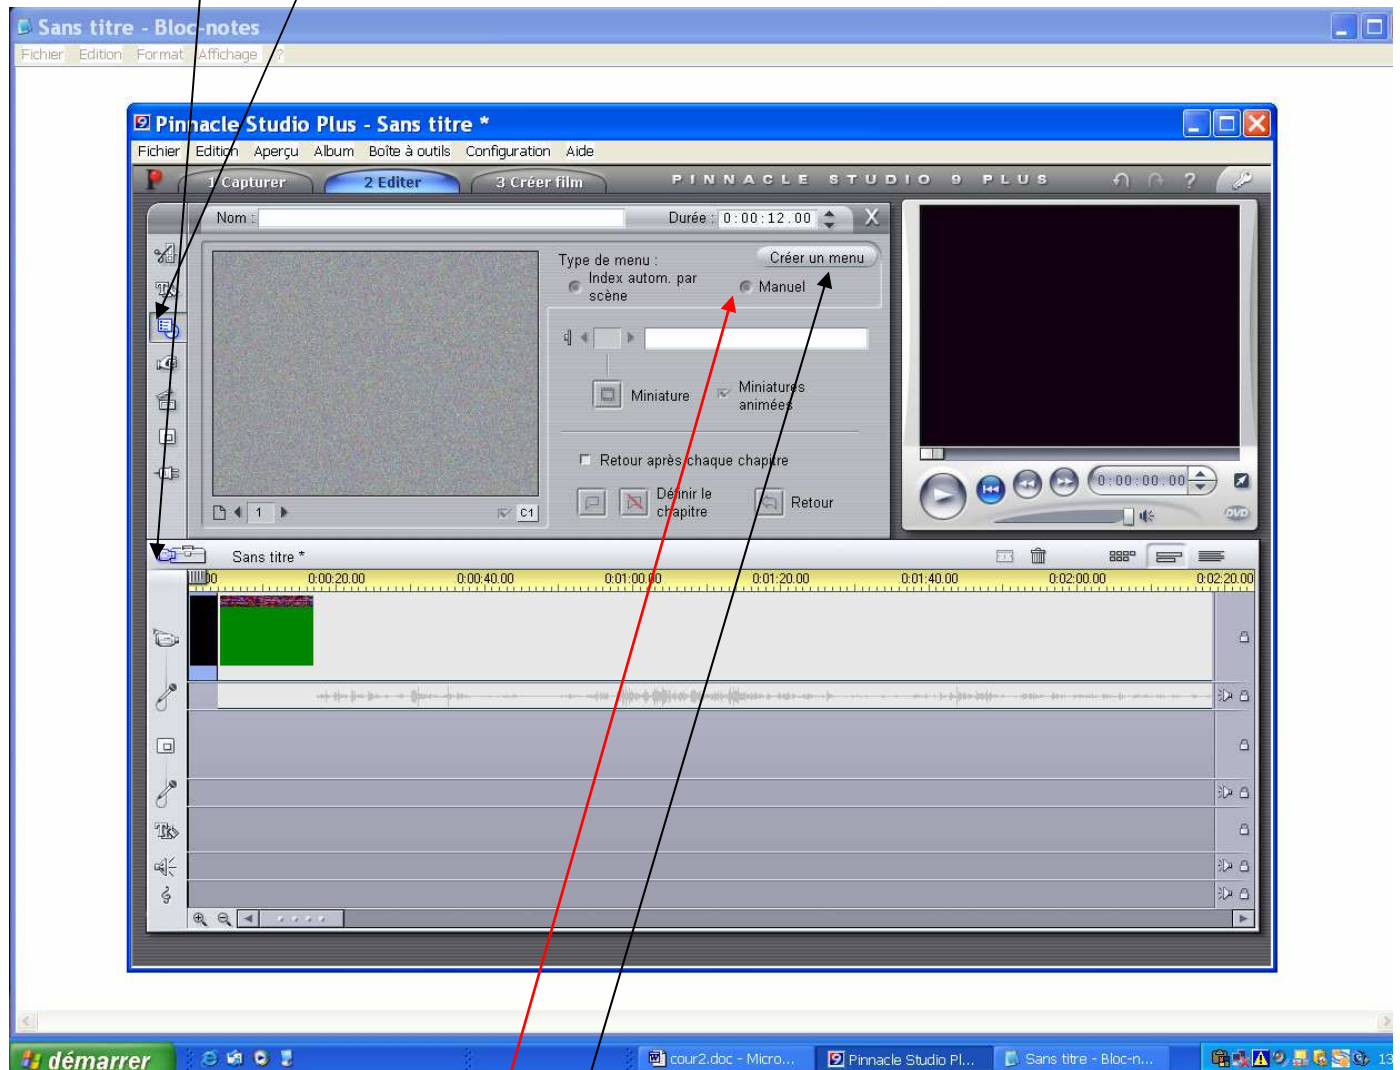 Sans titre - Bloc-notes
Fichier Edition Format Affichage ?
Pinnacle Studio Plus - Sans titre *
Fichier Edition Aperçu Album Boîte à outils Configuration Aide
1 Capturer 2 Editer 3 Créer film PINNACLE STUDIO 9 PLUS ?
Nom : Durée : 0:00:12.00 X
Type de menu : Créer un menu
Index autom. par scène Manuel
Miniature Miniatures animées
Retour après chaque chapitre
Définir le chapitre Retour
1 C1
0:00:00.00
DVD
Sans titre *
0:00:20.00 0:00:40.00 0:01:00.00 0:01:20.00 0:01:40.00 0:02:00.00 0:02:20.00
démarrer cour2.doc - Micro... Pinnacle Studio Pl... Sans titre - Bloc-n... 13